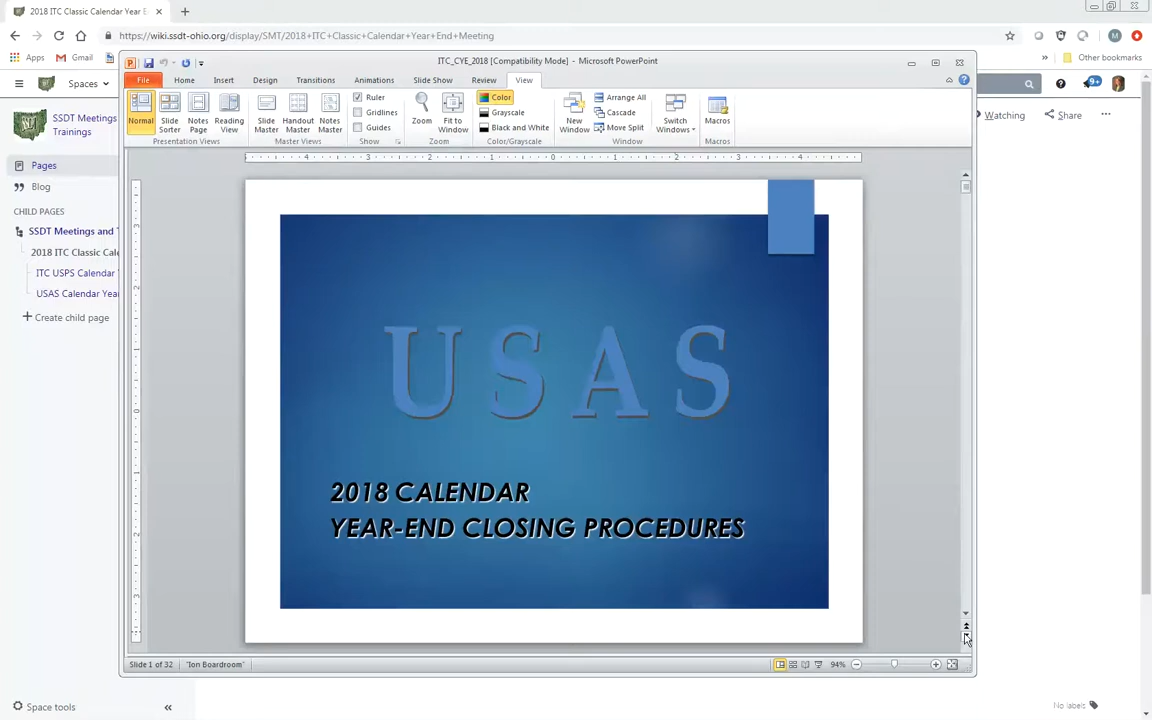 2018 ITC Classic Calendar Year E
https://wiki.ssdt-ohio.org/display/SMT/2018+ITC+Classic+Calendar+Year+End+Meeting
M
Apps Gmail
» Other bookmarks
ITC_CYE_2018 [Compatibility Mode] - Microsoft PowerPoint
File Home Insert Design Transitions Animations Slide Show Review View
Normal Slide Sorter Notes Page Reading View
Presentation Views
Slide Master Handout Master Notes Master
Master Views
Ruler
Gridlines
Guides
Show
Zoom Fit to Window
Zoom
Color
Grayscale
Black and White
Color/Grayscale
New Window
Arrange All
Cascade
Move Split
Switch Windows
Window
Macros
Macros
Spaces
9+
SSDT Meetings
Trainings
Watching Share
Pages
Blog
CHILD PAGES
SSDT Meetings and
2018 ITC Classic Cale
ITC USPS Calendar
USAS Calendar Yea
Create child page
USAS
2018 CALENDAR
YEAR-END CLOSING PROCEDURES
Slide 1 of 32 "Ion Boardroom" 94%
Space tools «
No labels